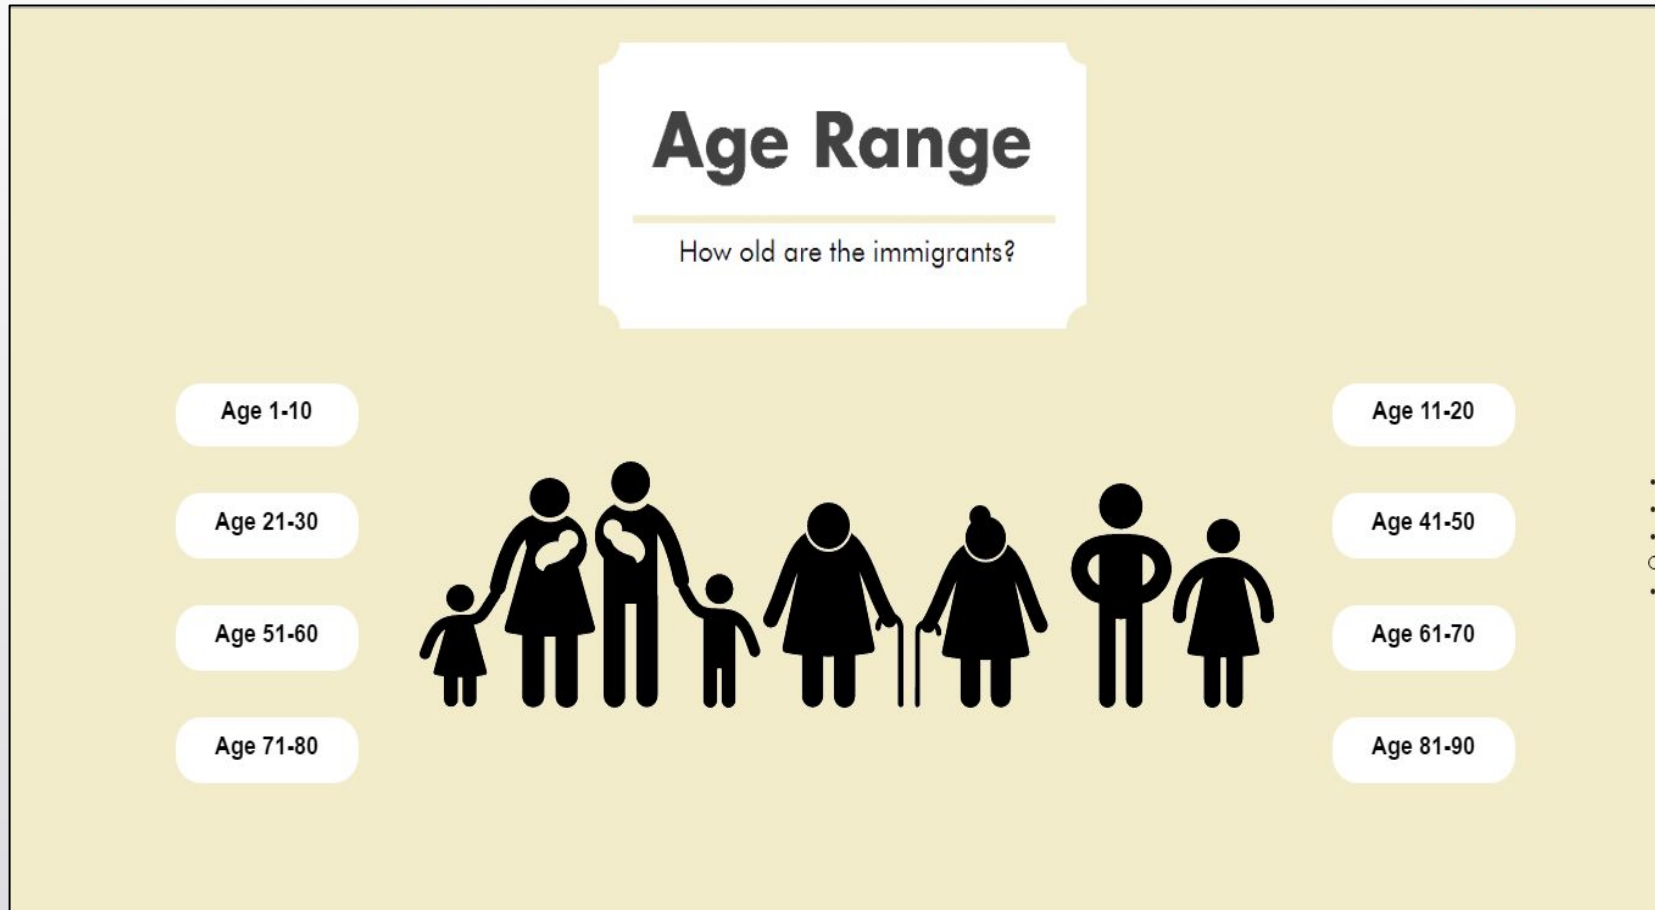 Age Range
How old are the immigrants?
Age 1-10
Age 11-20
Age 21-30
Age 41-50
Age 51-60
Age 61-70
Age 71-80
Age 81-90